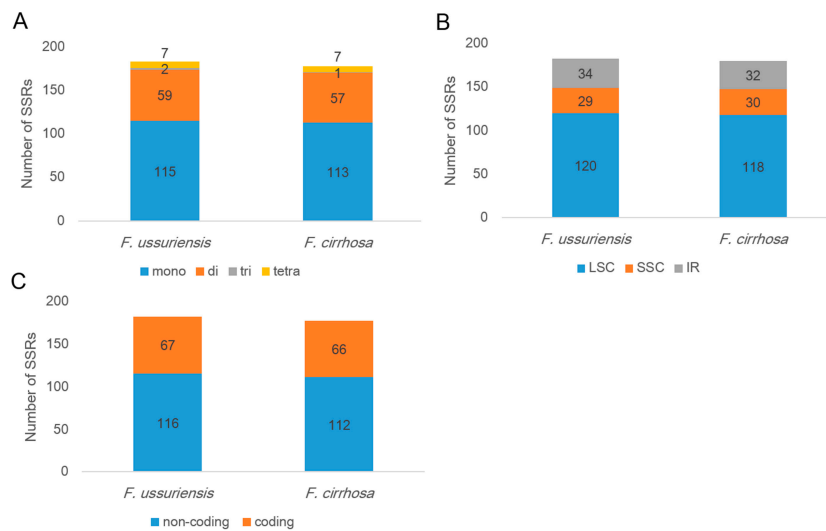 A
Number of SSRs
200
150
100
50
0
7
2
59
115
7
1
57
113
F. ussuriensis
F. cirrhosa
mono
di
tri
tetra
B
Number of SSRs
200
150
100
50
0
34
29
120
32
30
118
F. ussuriensis
F. cirrhosa
LSC
SSC
IR
C
Number of SSRs
200
150
100
50
0
67
116
66
112
F. ussuriensis
F. cirrhosa
non-coding
coding